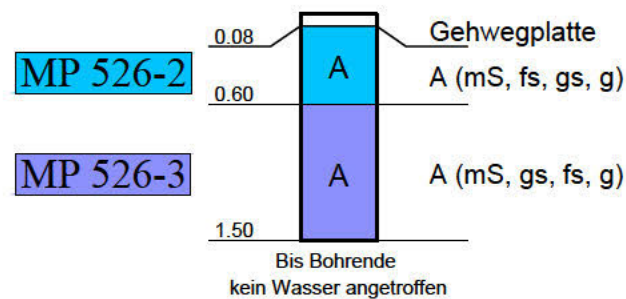 0.08
Gehwegplatte
MP 526-2
A
A (mS, fs, gs, g)
0.60
MP 526-3
A
A (mS, gs, fs, g)
1.50
Bis Bohrende
kein Wasser angetroffen